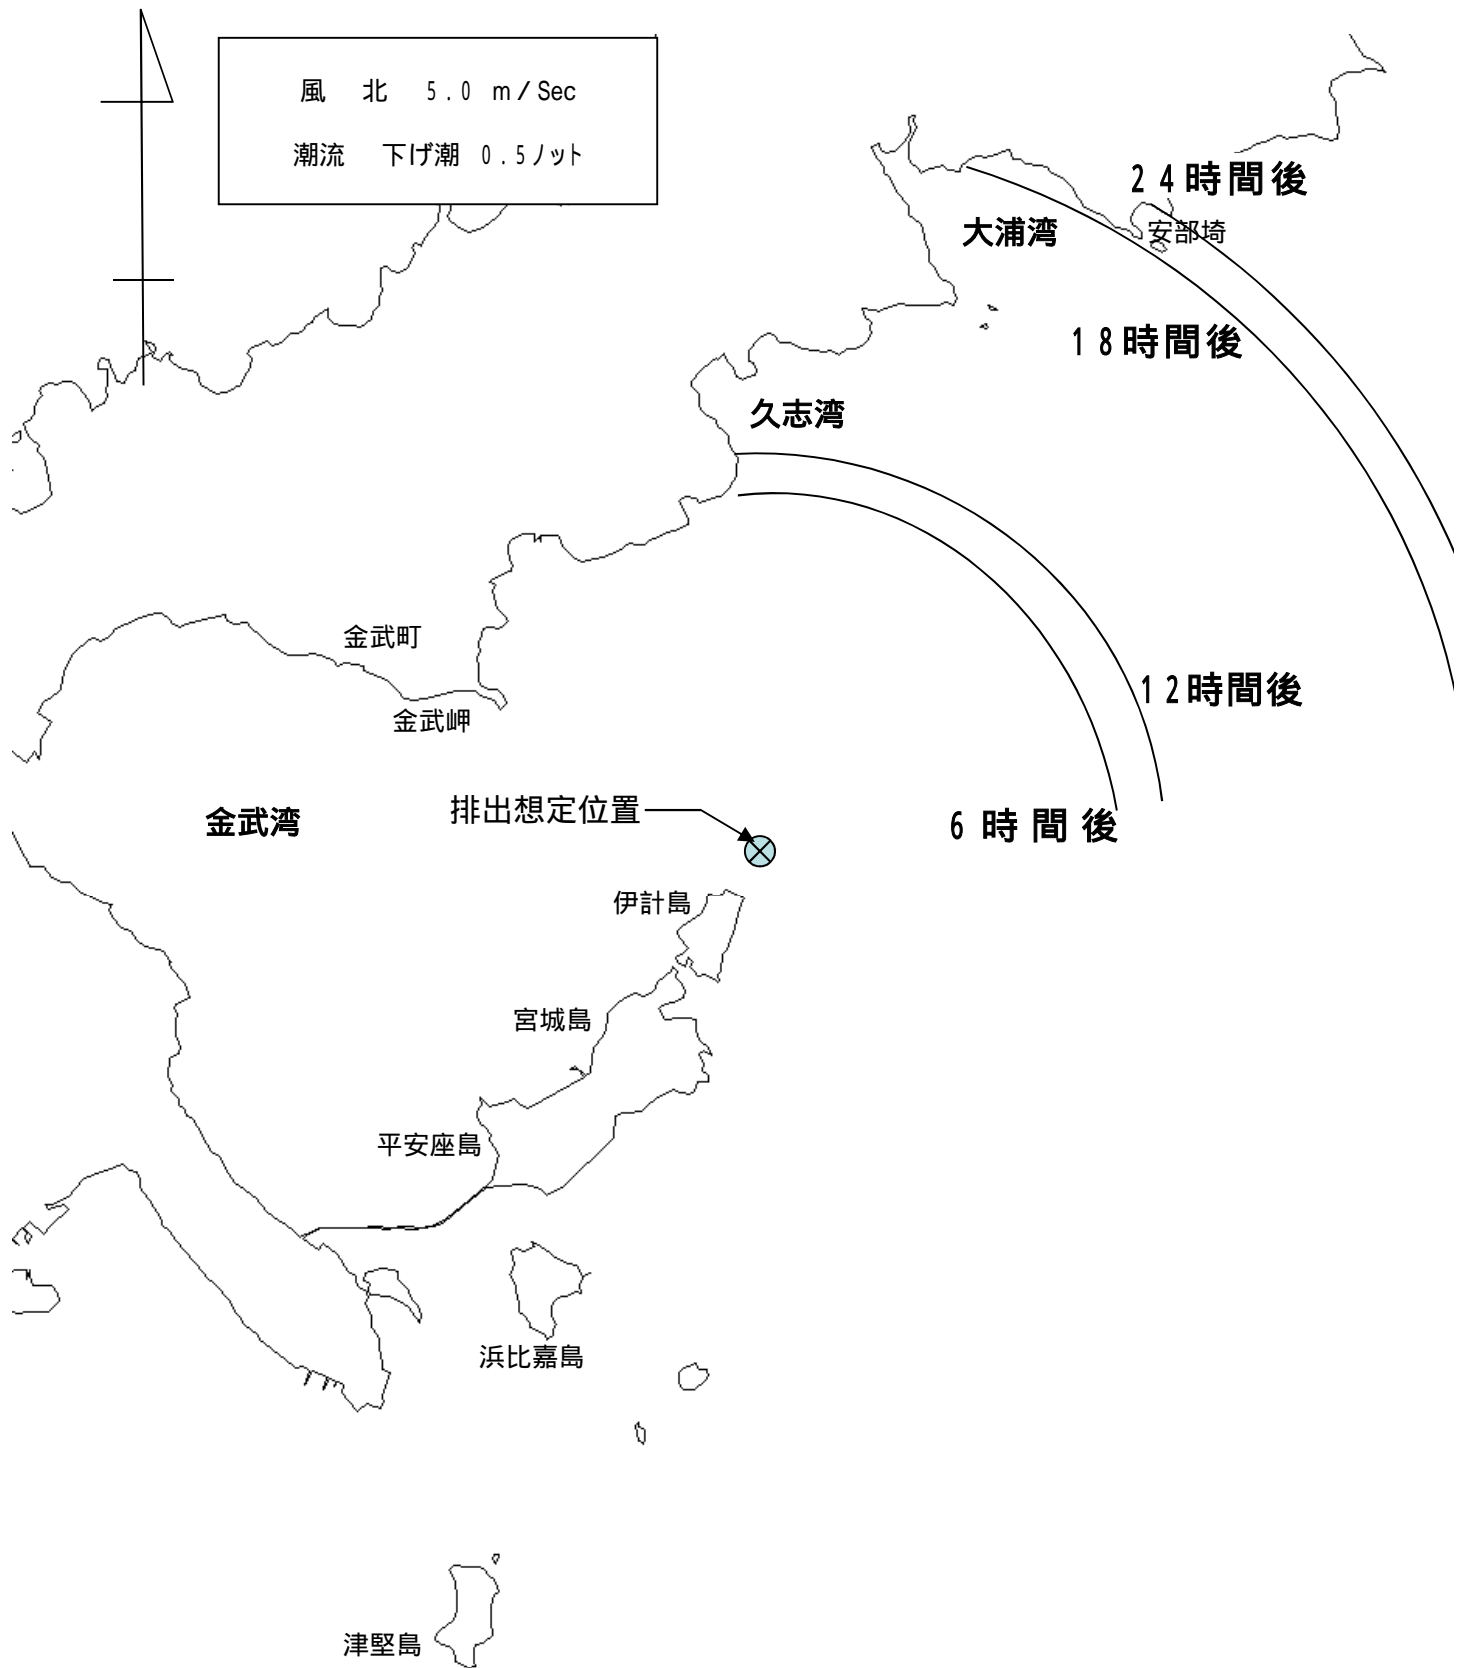 風 北 5.0 m/Sec
潮流 下げ潮 0.5ノット
24時間後
大浦湾
安部埼
18時間後
久志湾
金武町
12時間後
金武岬
金武湾
排出想定位置
6時間後
伊計島
宮城島
平安座島
浜比嘉島
津堅島